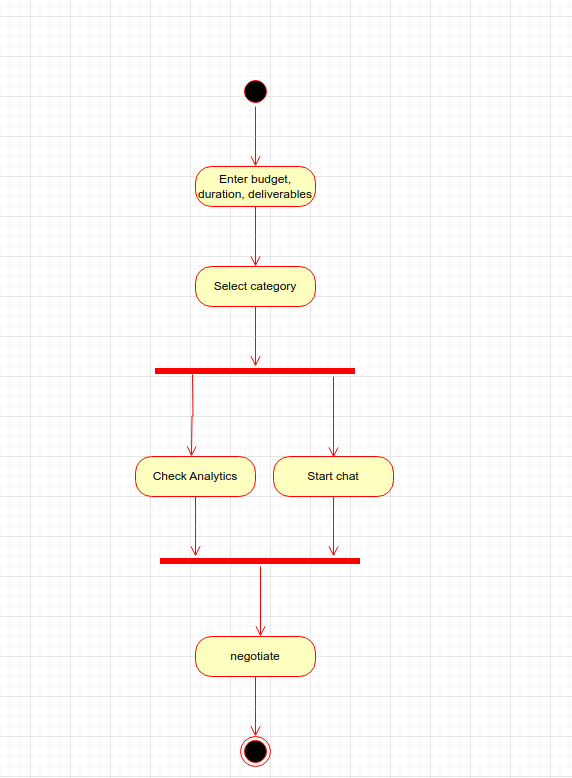 Enter budget,
duration, deliverables
Select category
Check Analytics
Start chat
negotiate